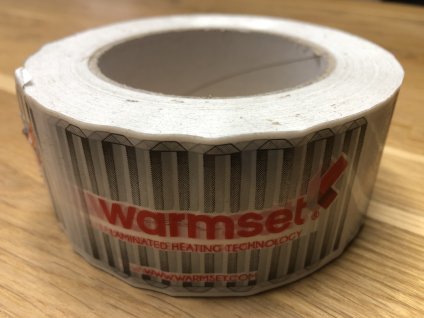 warmset®
LAMINATED HEATING TECHNOLOGY
WWW.WARMSET.COM